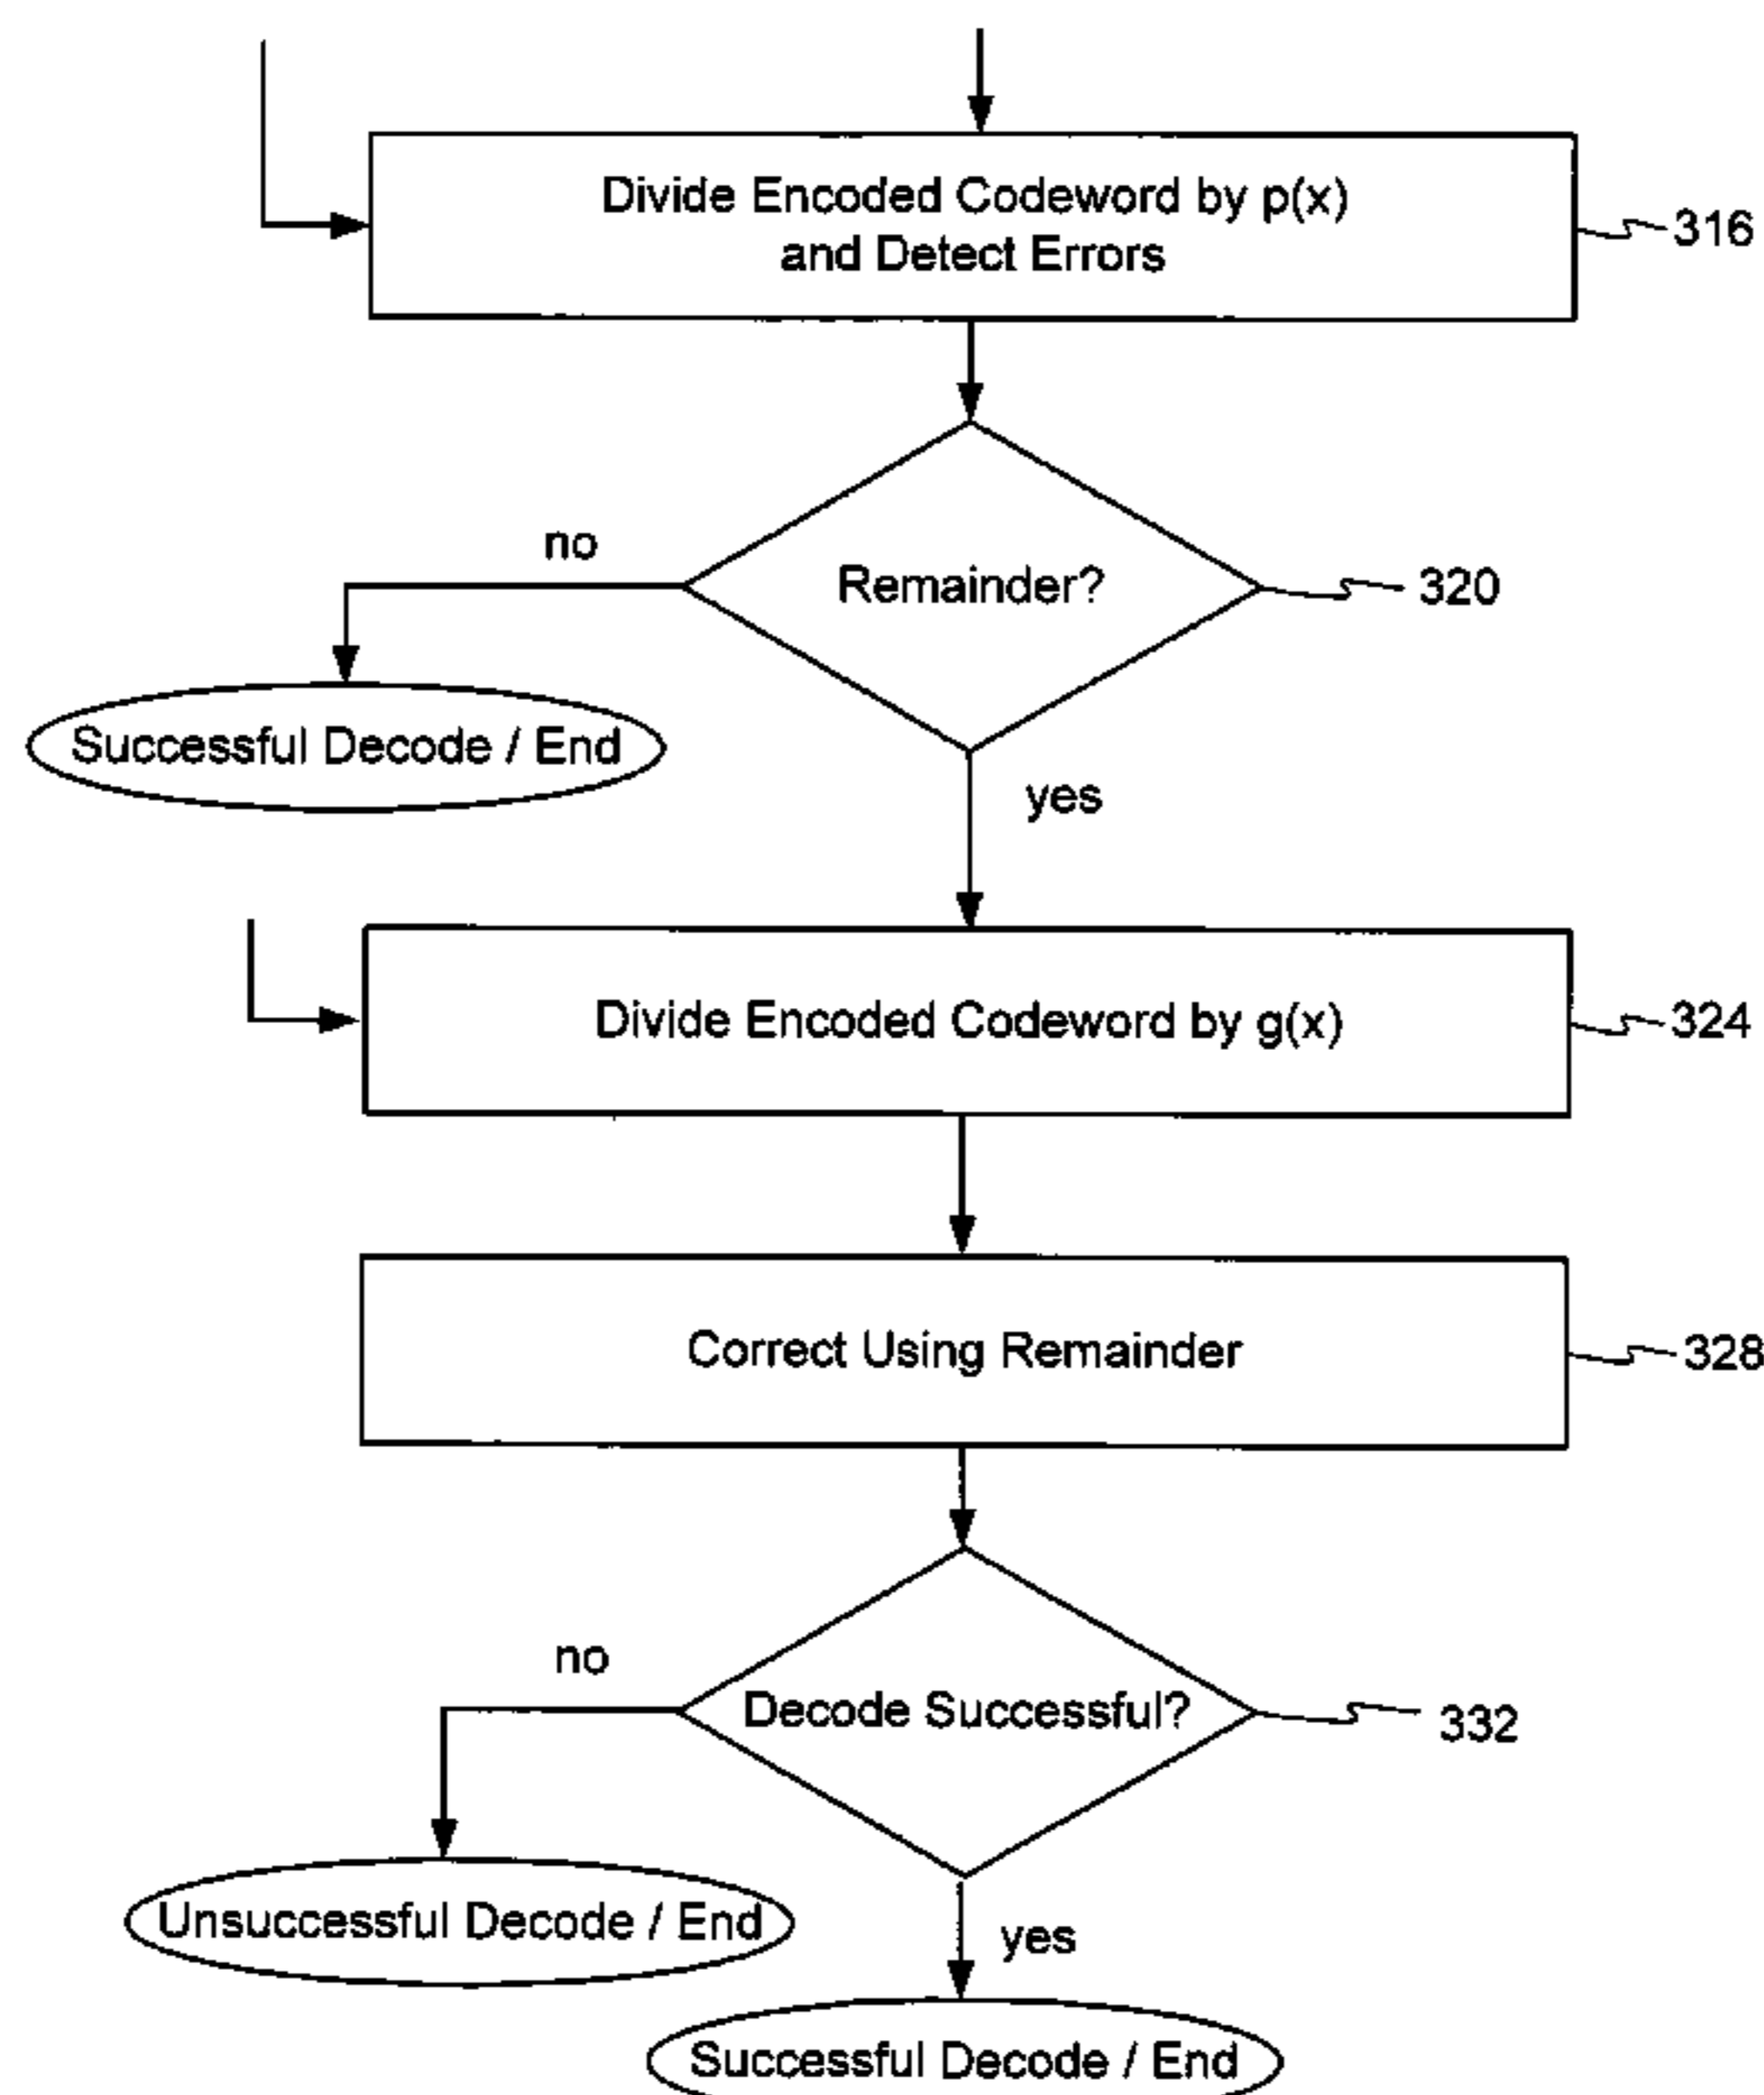 Divide Encoded Codeword by p(x)
and Detect Errors
316
no
Remainder?
320
Successful Decode / End
yes
Divide Encoded Codeword by g(x)
324
Correct Using Remainder
328
no
Decode Successful?
332
Unsuccessful Decode / End
yes
Successful Decode / End